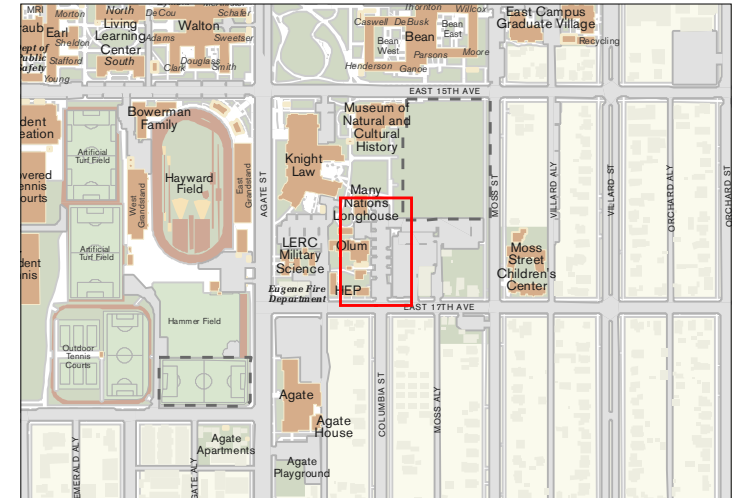 MRI
Morton
DeCou
McAlister
Schafer
North
Living
Learning
Center
South
Walton
Adams
Sweetser
Douglass
Clark
Smith
Earl
Sheldon
Stafford
Young
Thornton
Willcox
Caswell
DeBusk
Bean
East
Bean
West
Bean
Parsons
Moore
Henderson
Ganoe
East Campus
Graduate Village
Recycling
EAST 15TH AVE
Bowerman
Family
Artificial
Turf Field
Hayward
Field
West
Grandstand
East
Grandstand
AGATE ST
Museum of
Natural and
Cultural
History
Knight
Law
Many
Nations
Longhouse
MOSS ST
VILLARD ALY
VILLARD ST
ORCHARD ALY
ORCHARD ST
Artificial
Turf Field
LERC
Military
Science
Olum
HEP
Eugene Fire
Department
Moss
Street
Children's
Center
EAST 17TH AVE
Hammer Field
Outdoor
Tennis
Courts
Agate
Agate
House
COLUMBIA ST
MOSS ALY
Agate
Apartments
Agate
Playground
EMERALD ALY